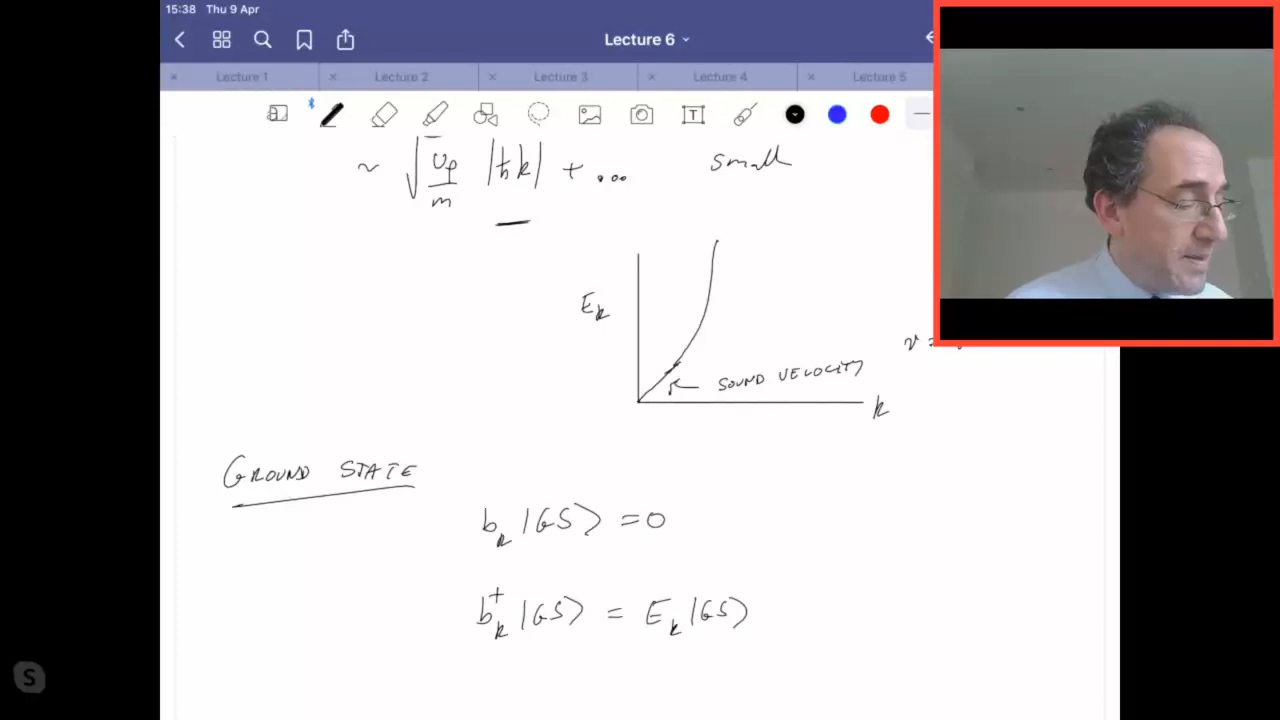 15:38 Thu 9 Apr
Lecture 6
Lecture 1 Lecture 2 Lecture 3 Lecture 4 Lecture 5
T
~ √(Uρ/m) |ħk| + ... small
E_k
SOUND VELOCITY
k
GROUND STATE
b_k |GS⟩ = 0
b_k^+ |GS⟩ = E_k |GS⟩
S